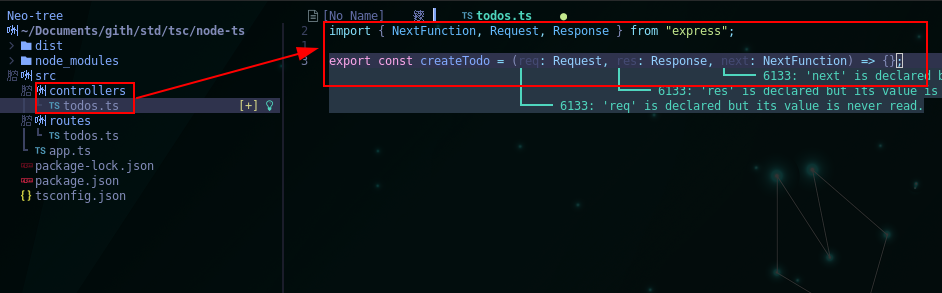 Neo-tree
~/Documents/gith/std/tsc/node-ts
dist
node_modules
src
controllers
TS todos.ts [+]
routes
TS todos.ts
TS app.ts
package-lock.json
package.json
{} tsconfig.json
[No Name] TS todos.ts
2 import { NextFunction, Request, Response } from "express";
3 export const createTodo = (req: Request, res: Response, next: NextFunction) => {};
6133: 'next' is declared b
6133: 'res' is declared but its value is
6133: 'req' is declared but its value is never read.